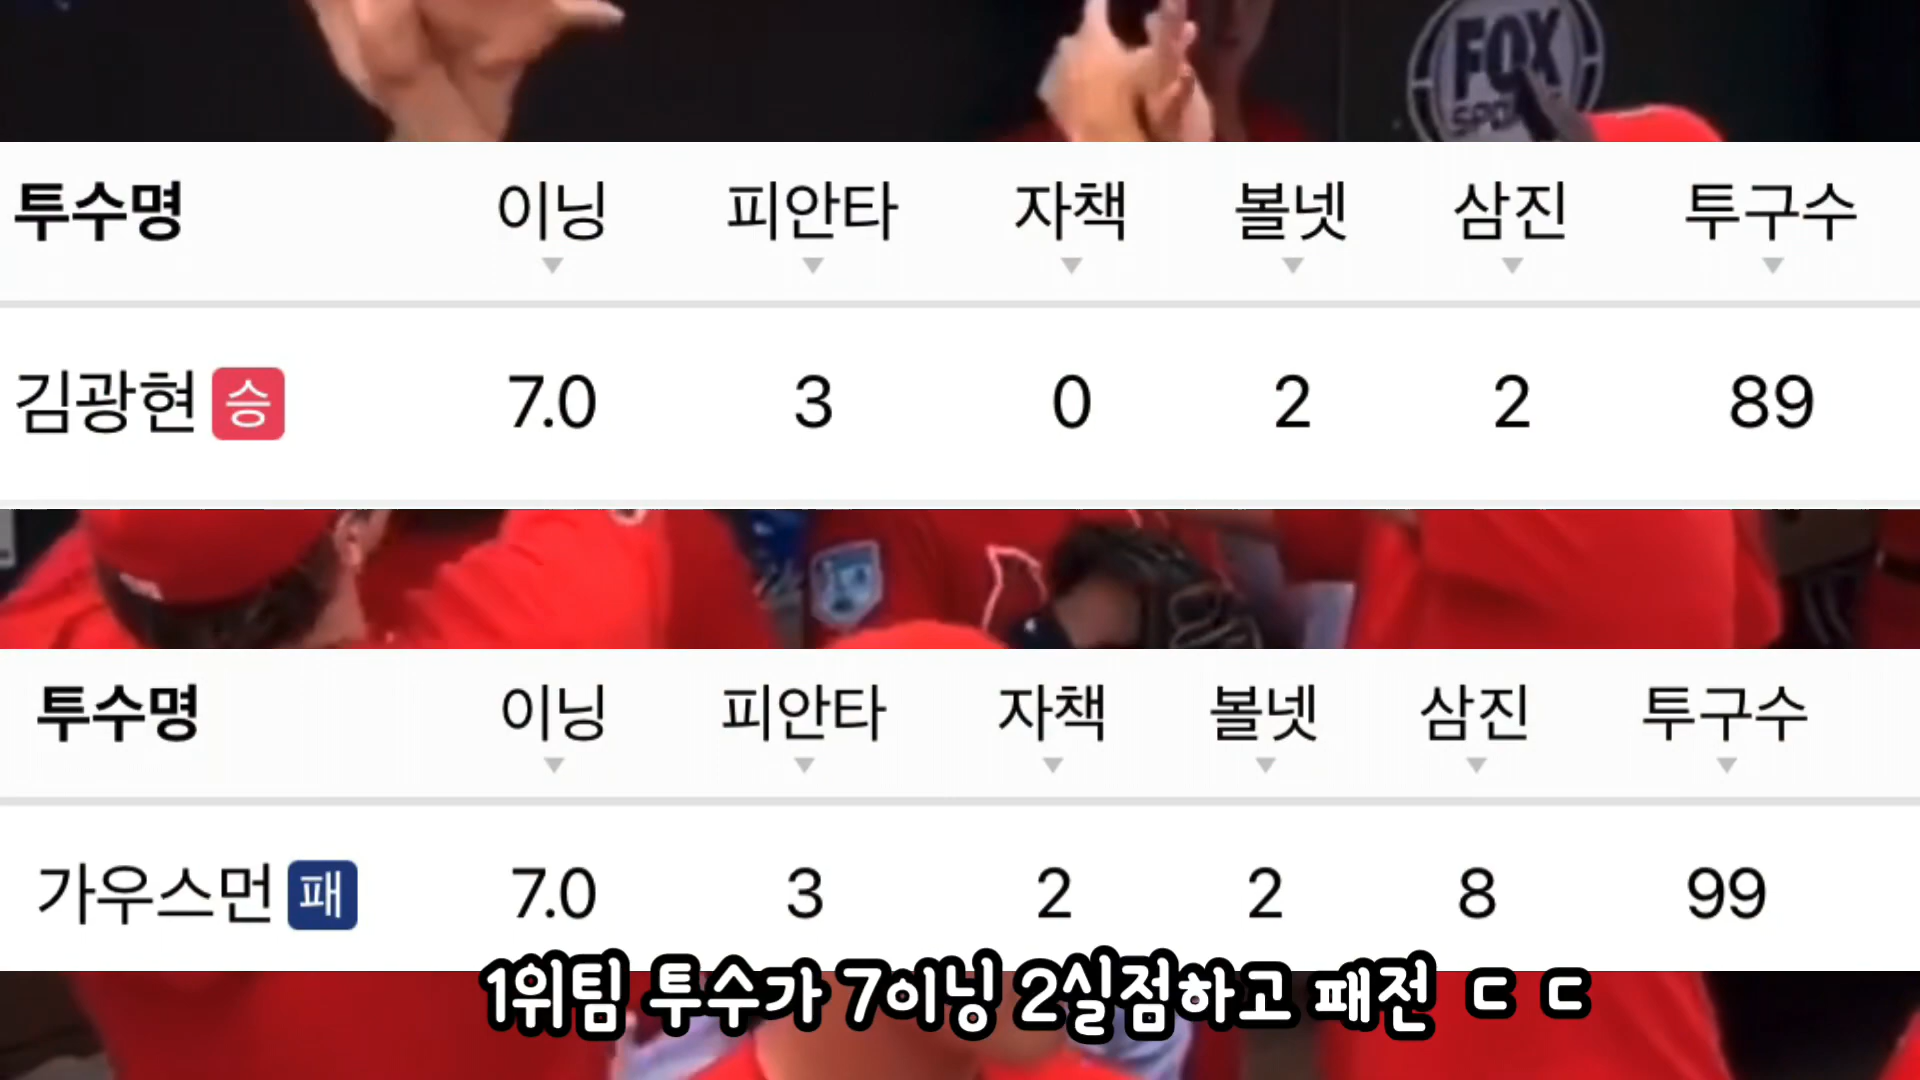 FOX
SPORTS
투수명 이닝 피안타 자책 볼넷 삼진 투구수
김광현 승 7.0 3 0 2 2 89
투수명 이닝 피안타 자책 볼넷 삼진 투구수
가우스먼 패 7.0 3 2 2 8 99
1위팀 투수가 7이닝 2실점하고 패전 ㄷ ㄷ